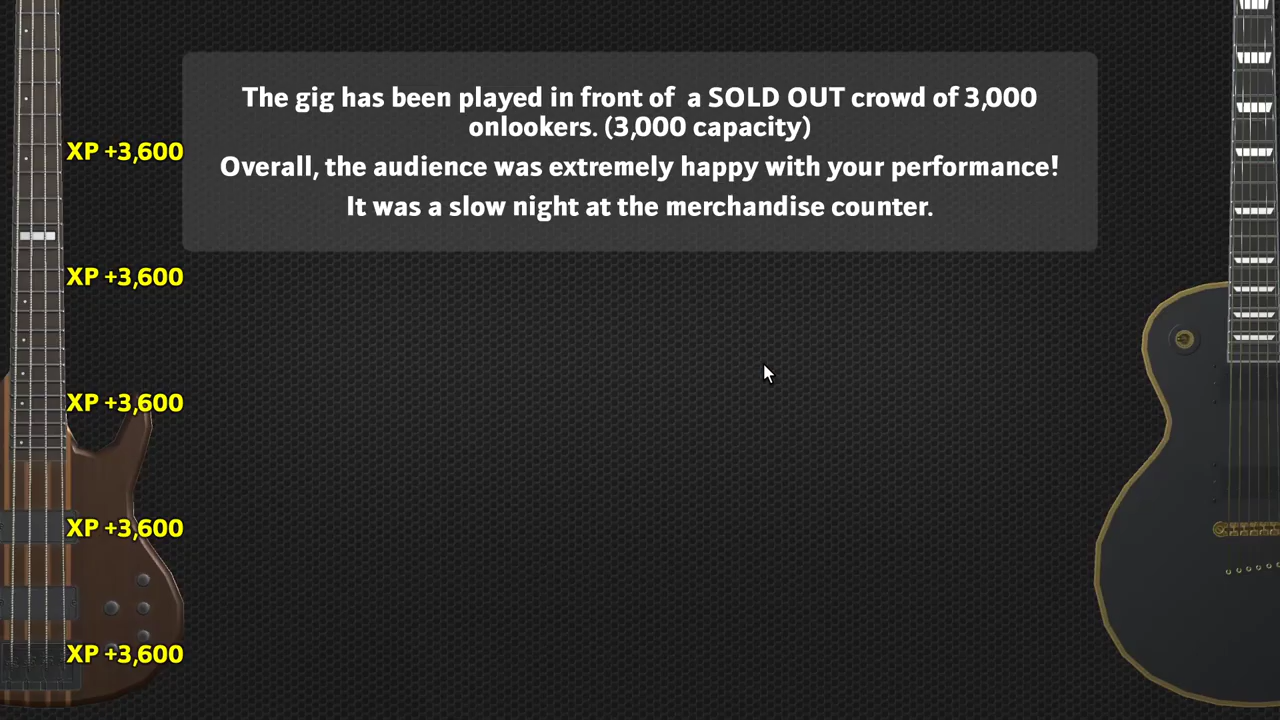 The gig has been played in front of  a SOLD OUT crowd of 3,000
onlookers. (3,000 capacity)
Overall, the audience was extremely happy with your performance!
It was a slow night at the merchandise counter.
XP +3,600
XP +3,600
XP +3,600
XP +3,600
XP +3,600